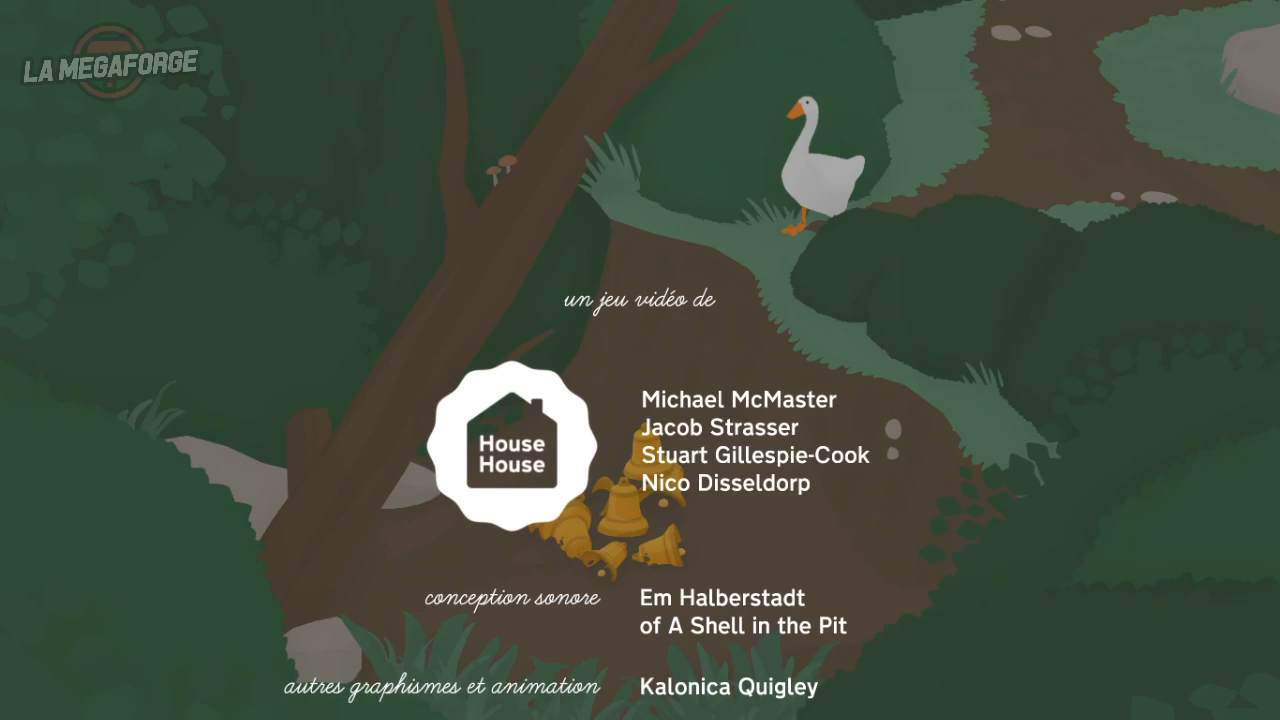 LA MEGAFORGE
un jeu vidéo de
House
House
Michael McMaster
Jacob Strasser
Stuart Gillespie-Cook
Nico Disseldorp
conception sonore
Em Halberstadt
of A Shell in the Pit
autres graphismes et animation
Kalonica Quigley